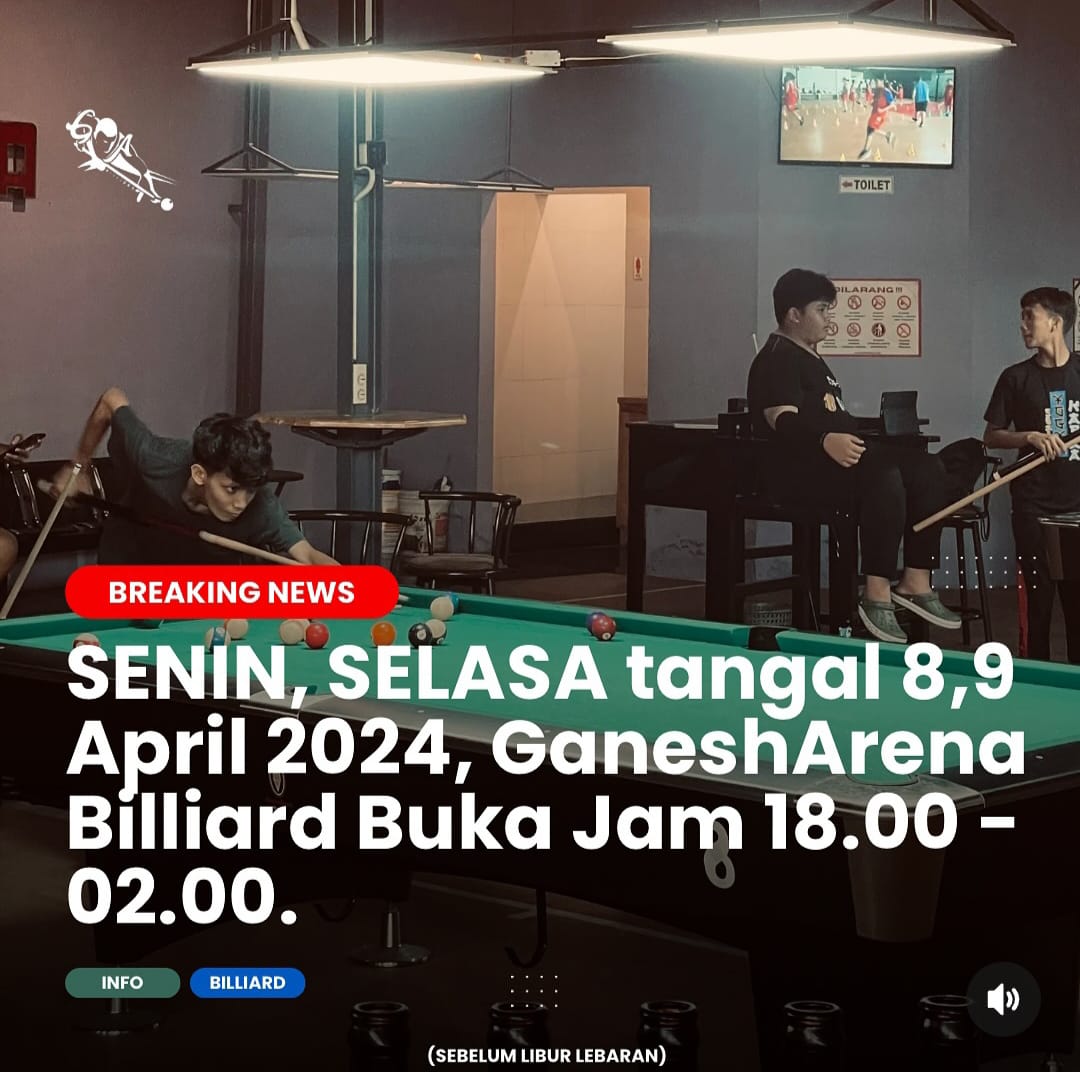 TOILET
DILARANG !!!
BREAKING NEWS
SENIN, SELASA tangal 8,9
April 2024, GaneshArena
Billiard Buka Jam 18.00 -
02.00.
8
INFO
BILLIARD
(SEBELUM LIBUR LEBARAN)